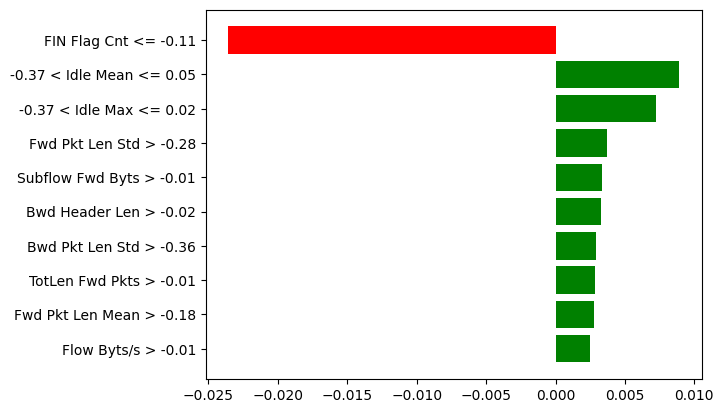 FIN Flag Cnt <= -0.11
-0.37 < Idle Mean <= 0.05
-0.37 < Idle Max <= 0.02
Fwd Pkt Len Std > -0.28
Subflow Fwd Byts > -0.01
Bwd Header Len > -0.02
Bwd Pkt Len Std > -0.36
TotLen Fwd Pkts > -0.01
Fwd Pkt Len Mean > -0.18
Flow Byts/s > -0.01
−0.025 −0.020 −0.015 −0.010 −0.005 0.000 0.005 0.010